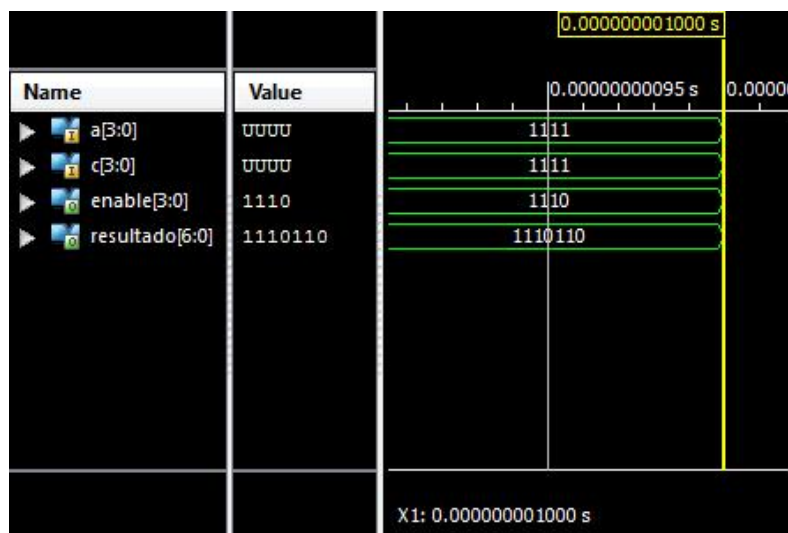 0.000000001000 s
Name Value 0.00000000095 s 0.0000
a[3:0] UUUU 1111
c[3:0] UUUU 1111
enable[3:0] 1110 1110
resultado[6:0] 1110110 1110110
X1: 0.000000001000 s